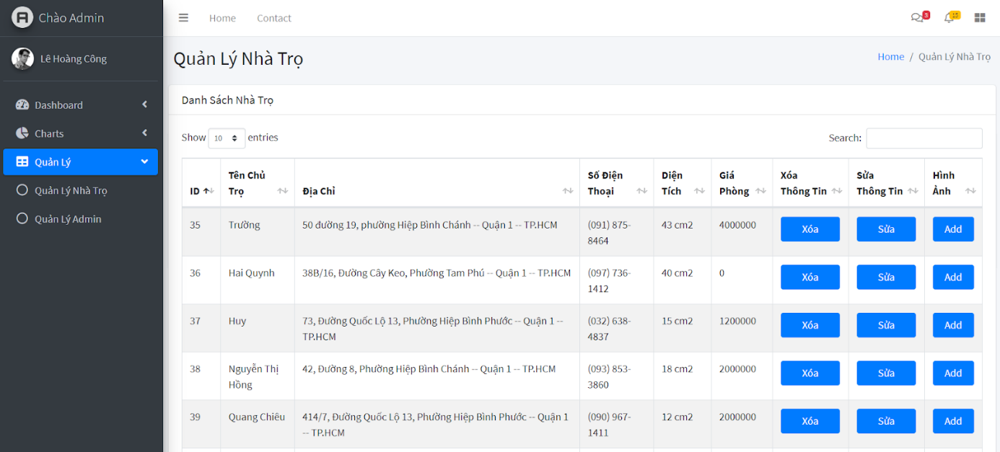 Chào Admin
Home
Contact
3
15
Lê Hoàng Công
Quản Lý Nhà Trọ
Home / Quản Lý Nhà Trọ
Dashboard
Charts
Quản Lý
Quản Lý Nhà Trọ
Quản Lý Admin
Danh Sách Nhà Trọ
Show 10 entries
Search:
ID
Tên Chủ
Trọ
Địa Chỉ
Số Điện
Thoại
Diện
Tích
Giá
Phòng
Xóa
Thông Tin
Sửa
Thông Tin
Hình
Ảnh
35
Trường
50 đường 19, phường Hiệp Bình Chánh -- Quận 1 -- TP.HCM
(091) 875-
8464
43 cm2
4000000
Xóa
Sửa
Add
36
Hai Quynh
38B/16, Đường Cây Keo, Phường Tam Phú -- Quận 1 -- TP.HCM
(097) 736-
1412
40 cm2
0
Xóa
Sửa
Add
37
Huy
73, Đường Quốc Lộ 13, Phường Hiệp Bình Phước -- Quận 1 --
TP.HCM
(032) 638-
4837
15 cm2
1200000
Xóa
Sửa
Add
38
Nguyễn Thị
Hồng
42, Đường 8, Phường Hiệp Bình Chánh -- Quận 1 -- TP.HCM
(093) 853-
3860
18 cm2
2000000
Xóa
Sửa
Add
39
Quang Chiêu
414/7, Đường Quốc Lộ 13, Phường Hiệp Bình Phước -- Quận 1
-- TP.HCM
(090) 967-
1411
12 cm2
2000000
Xóa
Sửa
Add